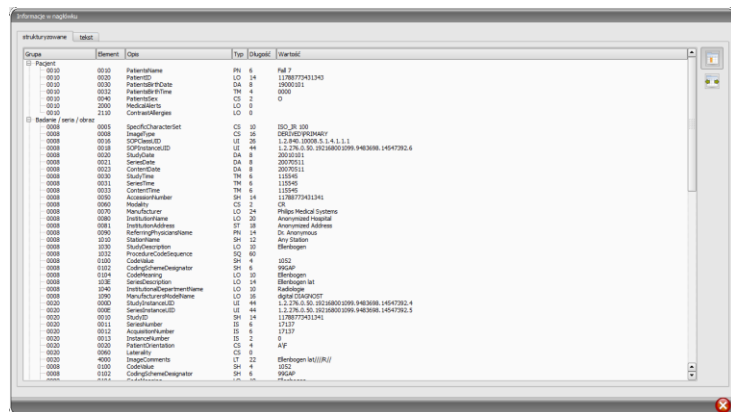 Informacje w nagłówku
strukturyzowane tekst
Grupa Element Opis Typ Długość Wartość
Pacjent
0010 0010 PatientsName PN 6 Fall 7
0010 0020 PatientID LO 14 11788773431343
0010 0030 PatientsBirthDate DA 8 19000101
0010 0032 PatientsBirthTime TM 4 0000
0010 0040 PatientsSex CS 2 O
0010 2000 MedicalAlerts LO 0
0010 2110 ContrastAllergies LO 0
Badanie / seria / obraz
0008 0005 SpecificCharacterSet CS 10 ISO_IR 100
0008 0008 ImageType CS 16 DERIVED\PRIMARY
0008 0016 SOPClassUID UI 26 1.2.840.10008.5.1.4.1.1.1
0008 0018 SOPInstanceUID UI 44 1.2.276.0.50.192168001099.9483698.14547392.6
0008 0020 StudyDate DA 8 20010101
0008 0021 SeriesDate DA 8 20070511
0008 0023 ContentDate DA 8 20070511
0008 0030 StudyTime TM 6 115545
0008 0031 SeriesTime TM 6 115545
0008 0033 ContentTime TM 6 115545
0008 0050 AccessionNumber SH 14 11788773431341
0008 0060 Modality CS 2 CR
0008 0070 Manufacturer LO 24 Philips Medical Systems
0008 0080 InstitutionName LO 20 Anonymized Hospital
0008 0081 InstitutionAddress ST 18 Anonymized Address
0008 0090 ReferringPhysiciansName PN 14 Dr. Anonymous
0008 1010 StationName SH 12 Any Station
0008 1030 StudyDescription LO 10 Ellenbogen
0008 1032 ProcedureCodeSequence SQ 60
0008 0100 CodeValue SH 4 1052
0008 0102 CodingSchemeDesignator SH 6 99GAP
0008 0104 CodeMeaning LO 10 Ellenbogen
0008 103E SeriesDescription LO 14 Ellenbogen lat
0008 1040 InstitutionalDepartmentName LO 10 Radiologie
0008 1090 ManufacturersModelName LO 16 digital DIAGNOST
0020 000D StudyInstanceUID UI 44 1.2.276.0.50.192168001099.9483698.14547392.4
0020 000E SeriesInstanceUID UI 44 1.2.276.0.50.192168001099.9483698.14547392.5
0020 0010 StudyID SH 14 11788773431341
0020 0011 SeriesNumber IS 6 17137
0020 0012 AcquisitionNumber IS 6 17137
0020 0013 InstanceNumber IS 2 0
0020 0020 PatientOrientation CS 4 A\F
0020 0060 Laterality CS 0
0020 4000 ImageComments LT 22 Ellenbogen lat///|R//
0008 0100 CodeValue SH 4 1052
0008 0102 CodingSchemeDesignator SH 6 99GAP